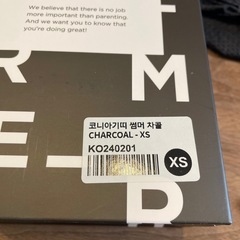 We believe that there is no job
more important than parenting.
And we want you to know that
you're doing great!
R M
E R
코니아기띠 썸머 차콜
CHARCOAL - XS
KO240201
XS